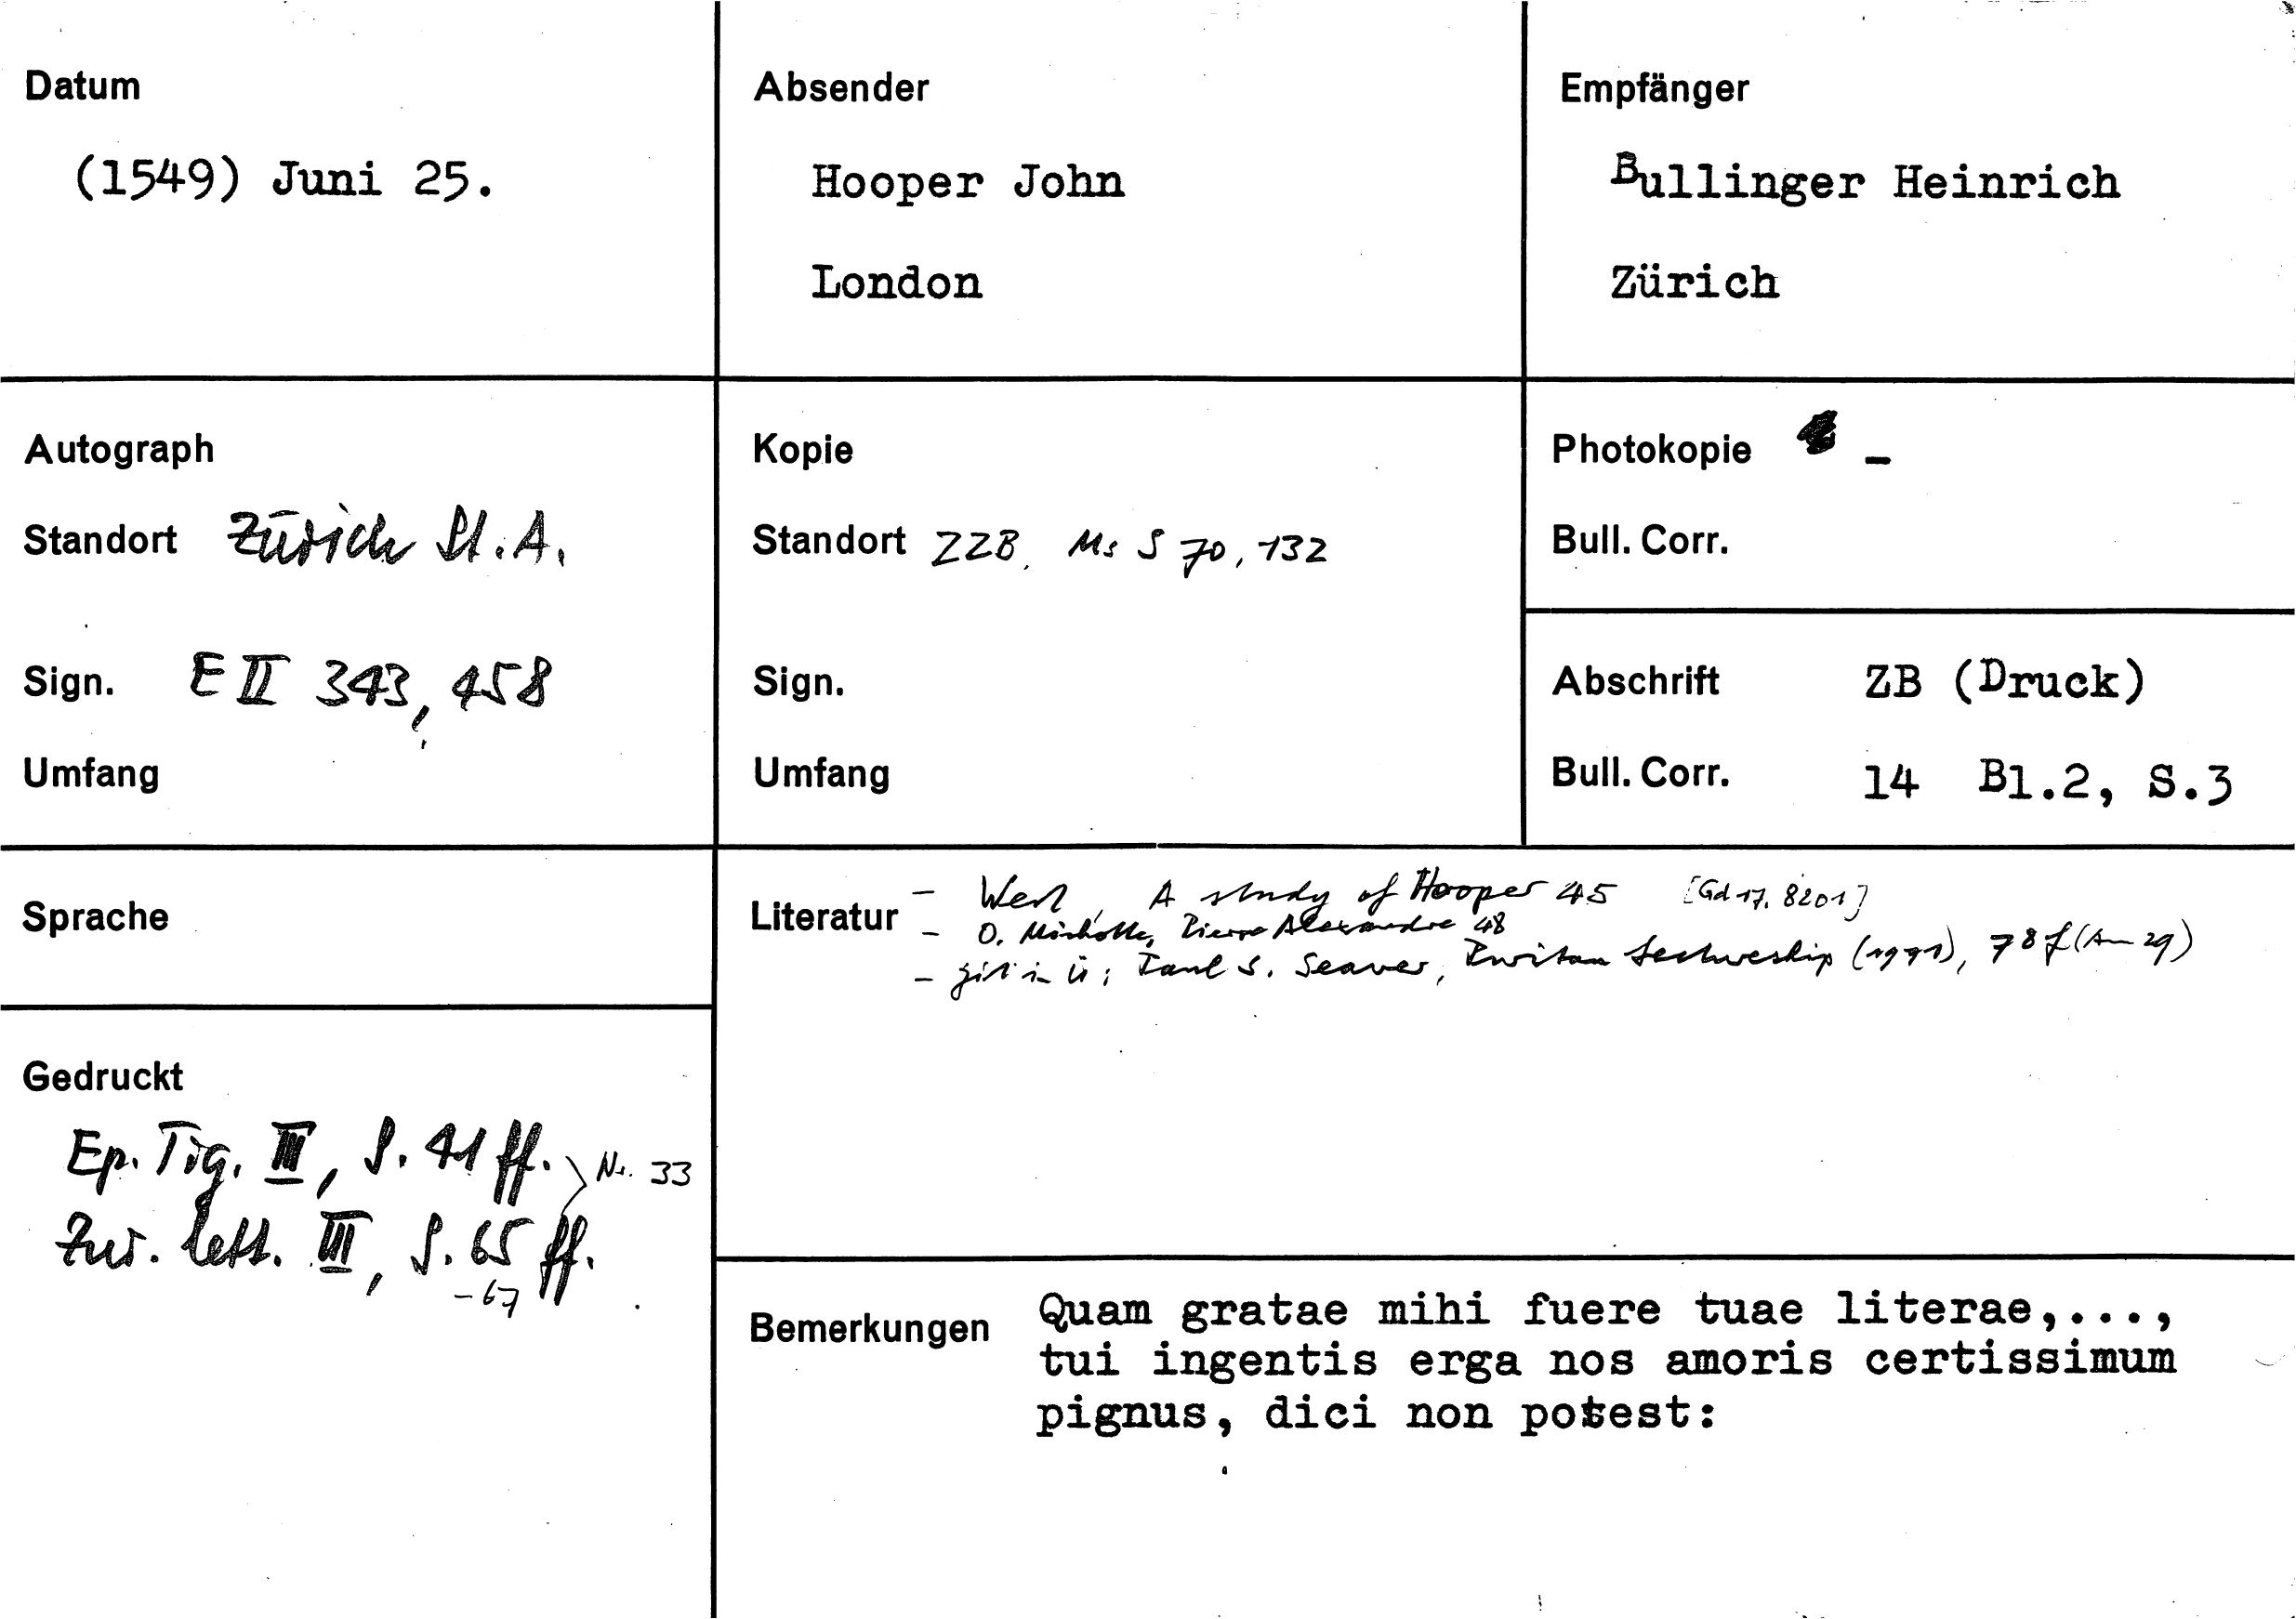 Datum
(1549) Juni 25.
Absender
Hooper John
London
Empfänger
Bullinger Heinrich
Zürich
Autograph
Standort Zürich St.A.
Sign. E II 343, 458
Umfang
Kopie
Standort ZZB, Ms S 70, 132
Sign.
Umfang
Photokopie –
Bull. Corr.
Abschrift ZB (Druck)
Bull. Corr. 14 Bl.2, S.3
Sprache
Literatur – West, A study of Hooper 45 [Gd 17. 8201]
– O. Pierre Alexandre 48
– zit. in Ü: Paul S. Seaver, Puritan Lectureship 78 f (Anm 29)
Gedruckt
Ep. Tig. III, S. 41 ff. Nr. 33
Zur. lett. III, S. 65 ff.
–67
Bemerkungen Quam gratae mihi fuere tuae literae,...,
tui ingentis erga nos amoris certissimum
pignus, dici non potest: